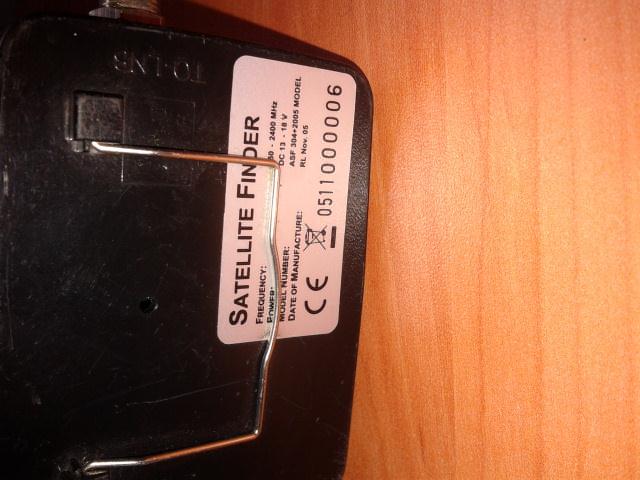 TO LNB
SATELLITE FINDER
FREQUENCY: 50 - 2400 MHz
POWER: DC 13 - 18 V
MODEL NUMBER: ASF 304+2005 MODEL
DATE OF MANUFACTURE: RL Nov. 05
CE 0511000006